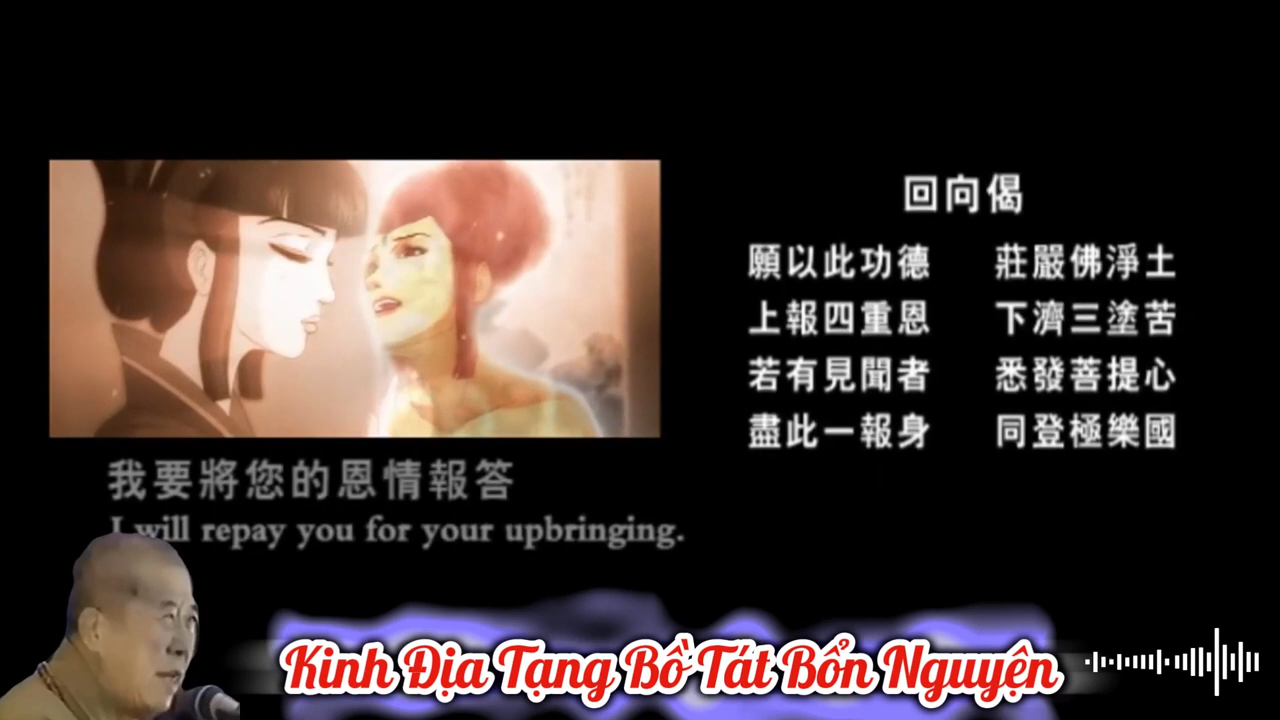 回向偈
願以此功德 莊嚴佛淨土
上報四重恩 下濟三塗苦
若有見聞者 悉發菩提心
盡此一報身 同登極樂國
我要將您的恩情報答
I will repay you for your upbringing.
Kinh Địa Tạng Bồ Tát Bổn Nguyện